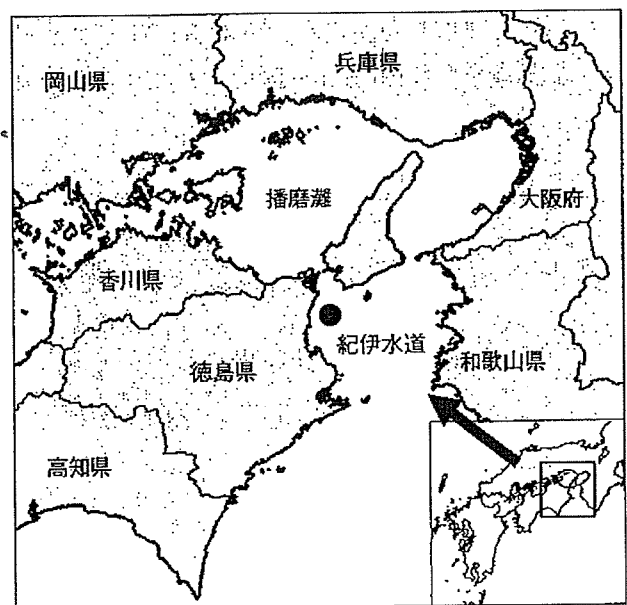 兵庫県
岡山県
播磨灘
大阪府
香川県
紀伊水道
徳島県
和歌山県
高知県